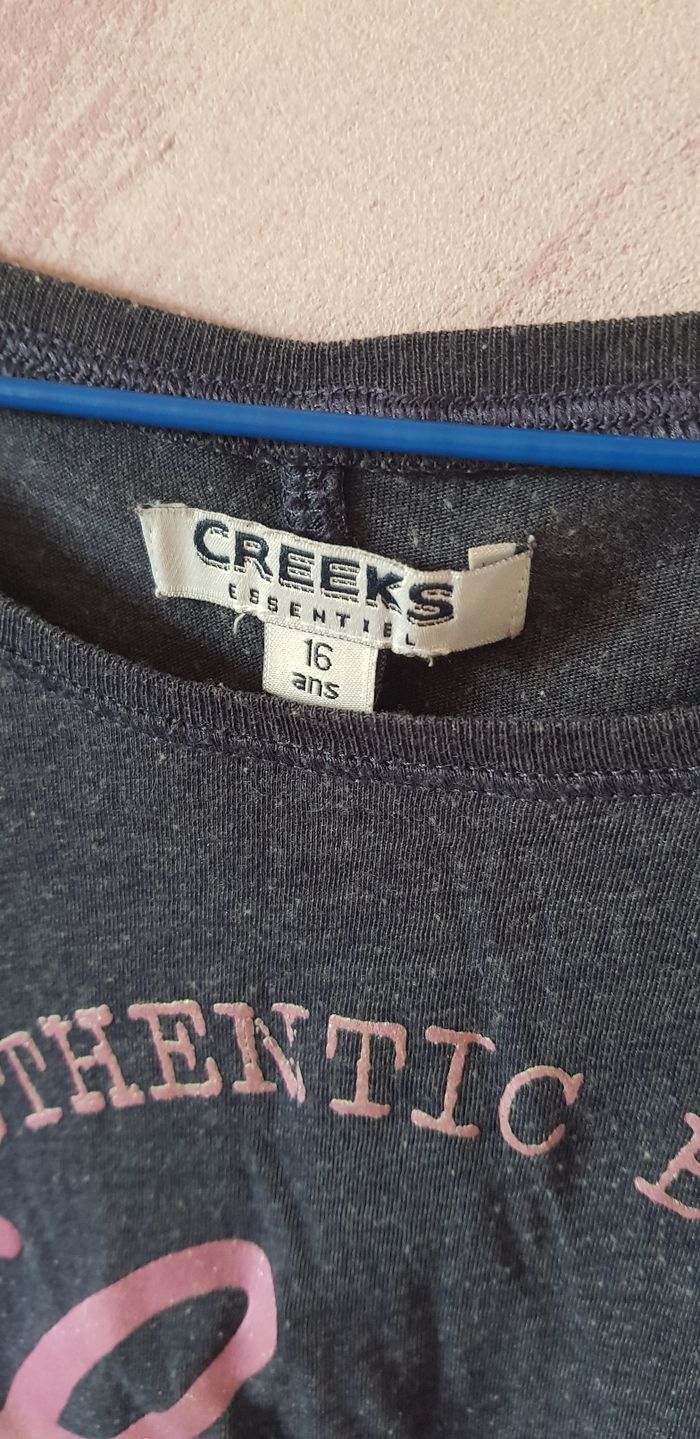 CREEKS
ESSENTIEL
16
ans
THENTIC